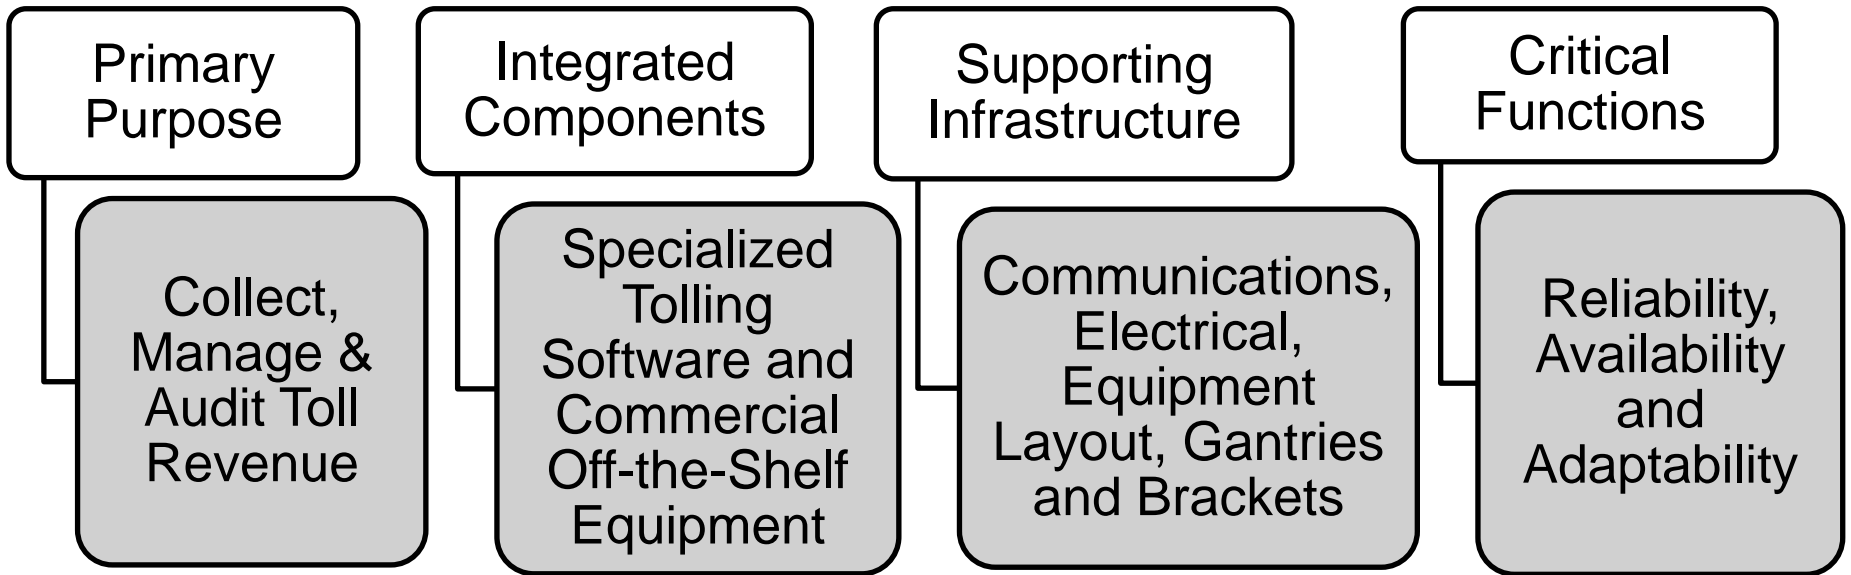 Primary
Purpose
Collect,
Manage &
Audit Toll
Revenue
Integrated
Components
Specialized
Tolling
Software and
Commercial
Off-the-Shelf
Equipment
Supporting
Infrastructure
Communications,
Electrical,
Equipment
Layout, Gantries
and Brackets
Critical
Functions
Reliability,
Availability
and
Adaptability